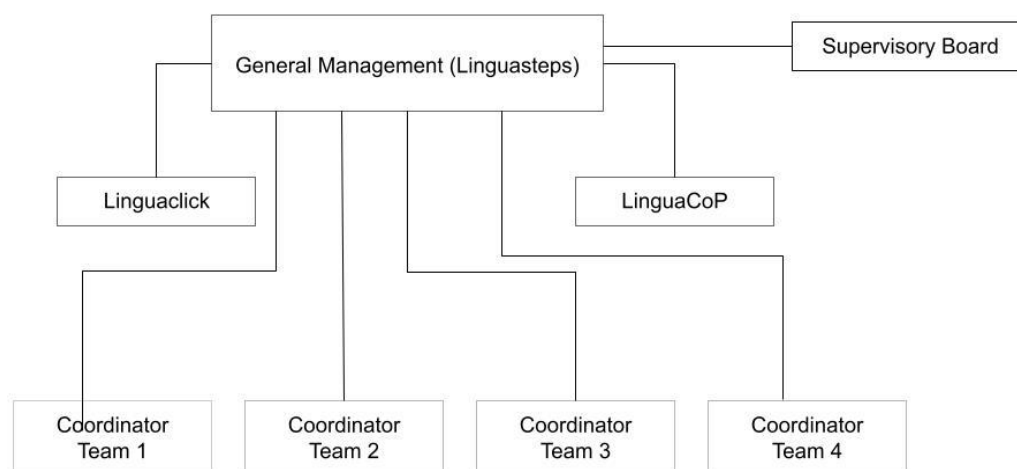 General Management (Linguasteps)
Supervisory Board
Linguaclick
LinguaCoP
Coordinator
Team 1
Coordinator
Team 2
Coordinator
Team 3
Coordinator
Team 4